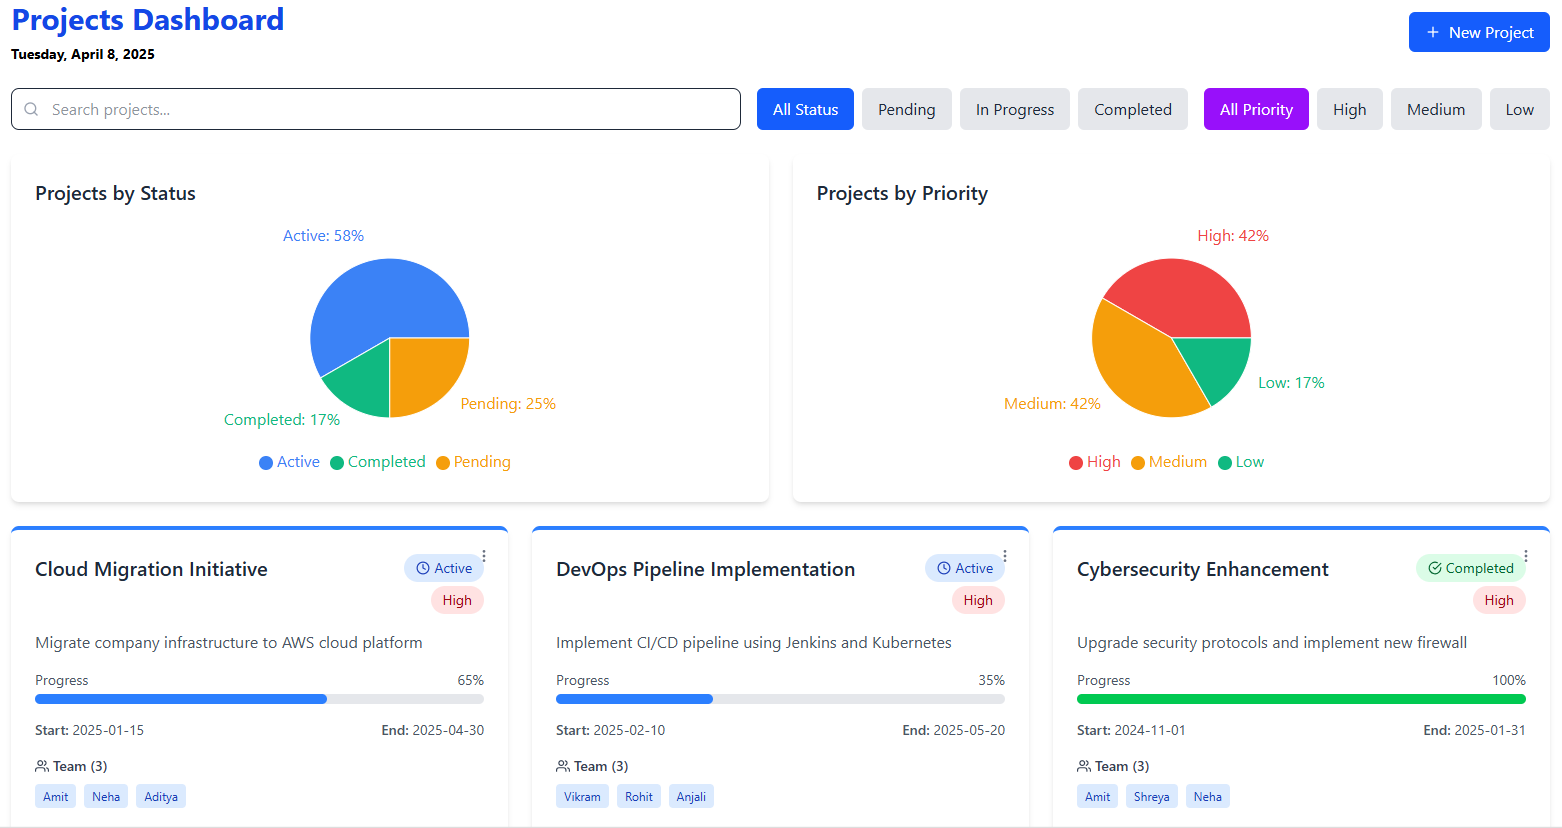 Projects Dashboard
Tuesday, April 8, 2025
+ New Project
Search projects...
All Status
Pending
In Progress
Completed
All Priority
High
Medium
Low
Projects by Status
Active: 58%
Completed: 17%
Pending: 25%
Active Completed Pending
Projects by Priority
High: 42%
Medium: 42%
Low: 17%
High Medium Low
Cloud Migration Initiative
Active
High
Migrate company infrastructure to AWS cloud platform
Progress 65%
Start: 2025-01-15 End: 2025-04-30
Team (3)
Amit Neha Aditya
DevOps Pipeline Implementation
Active
High
Implement CI/CD pipeline using Jenkins and Kubernetes
Progress 35%
Start: 2025-02-10 End: 2025-05-20
Team (3)
Vikram Rohit Anjali
Cybersecurity Enhancement
Completed
High
Upgrade security protocols and implement new firewall
Progress 100%
Start: 2024-11-01 End: 2025-01-31
Team (3)
Amit Shreya Neha